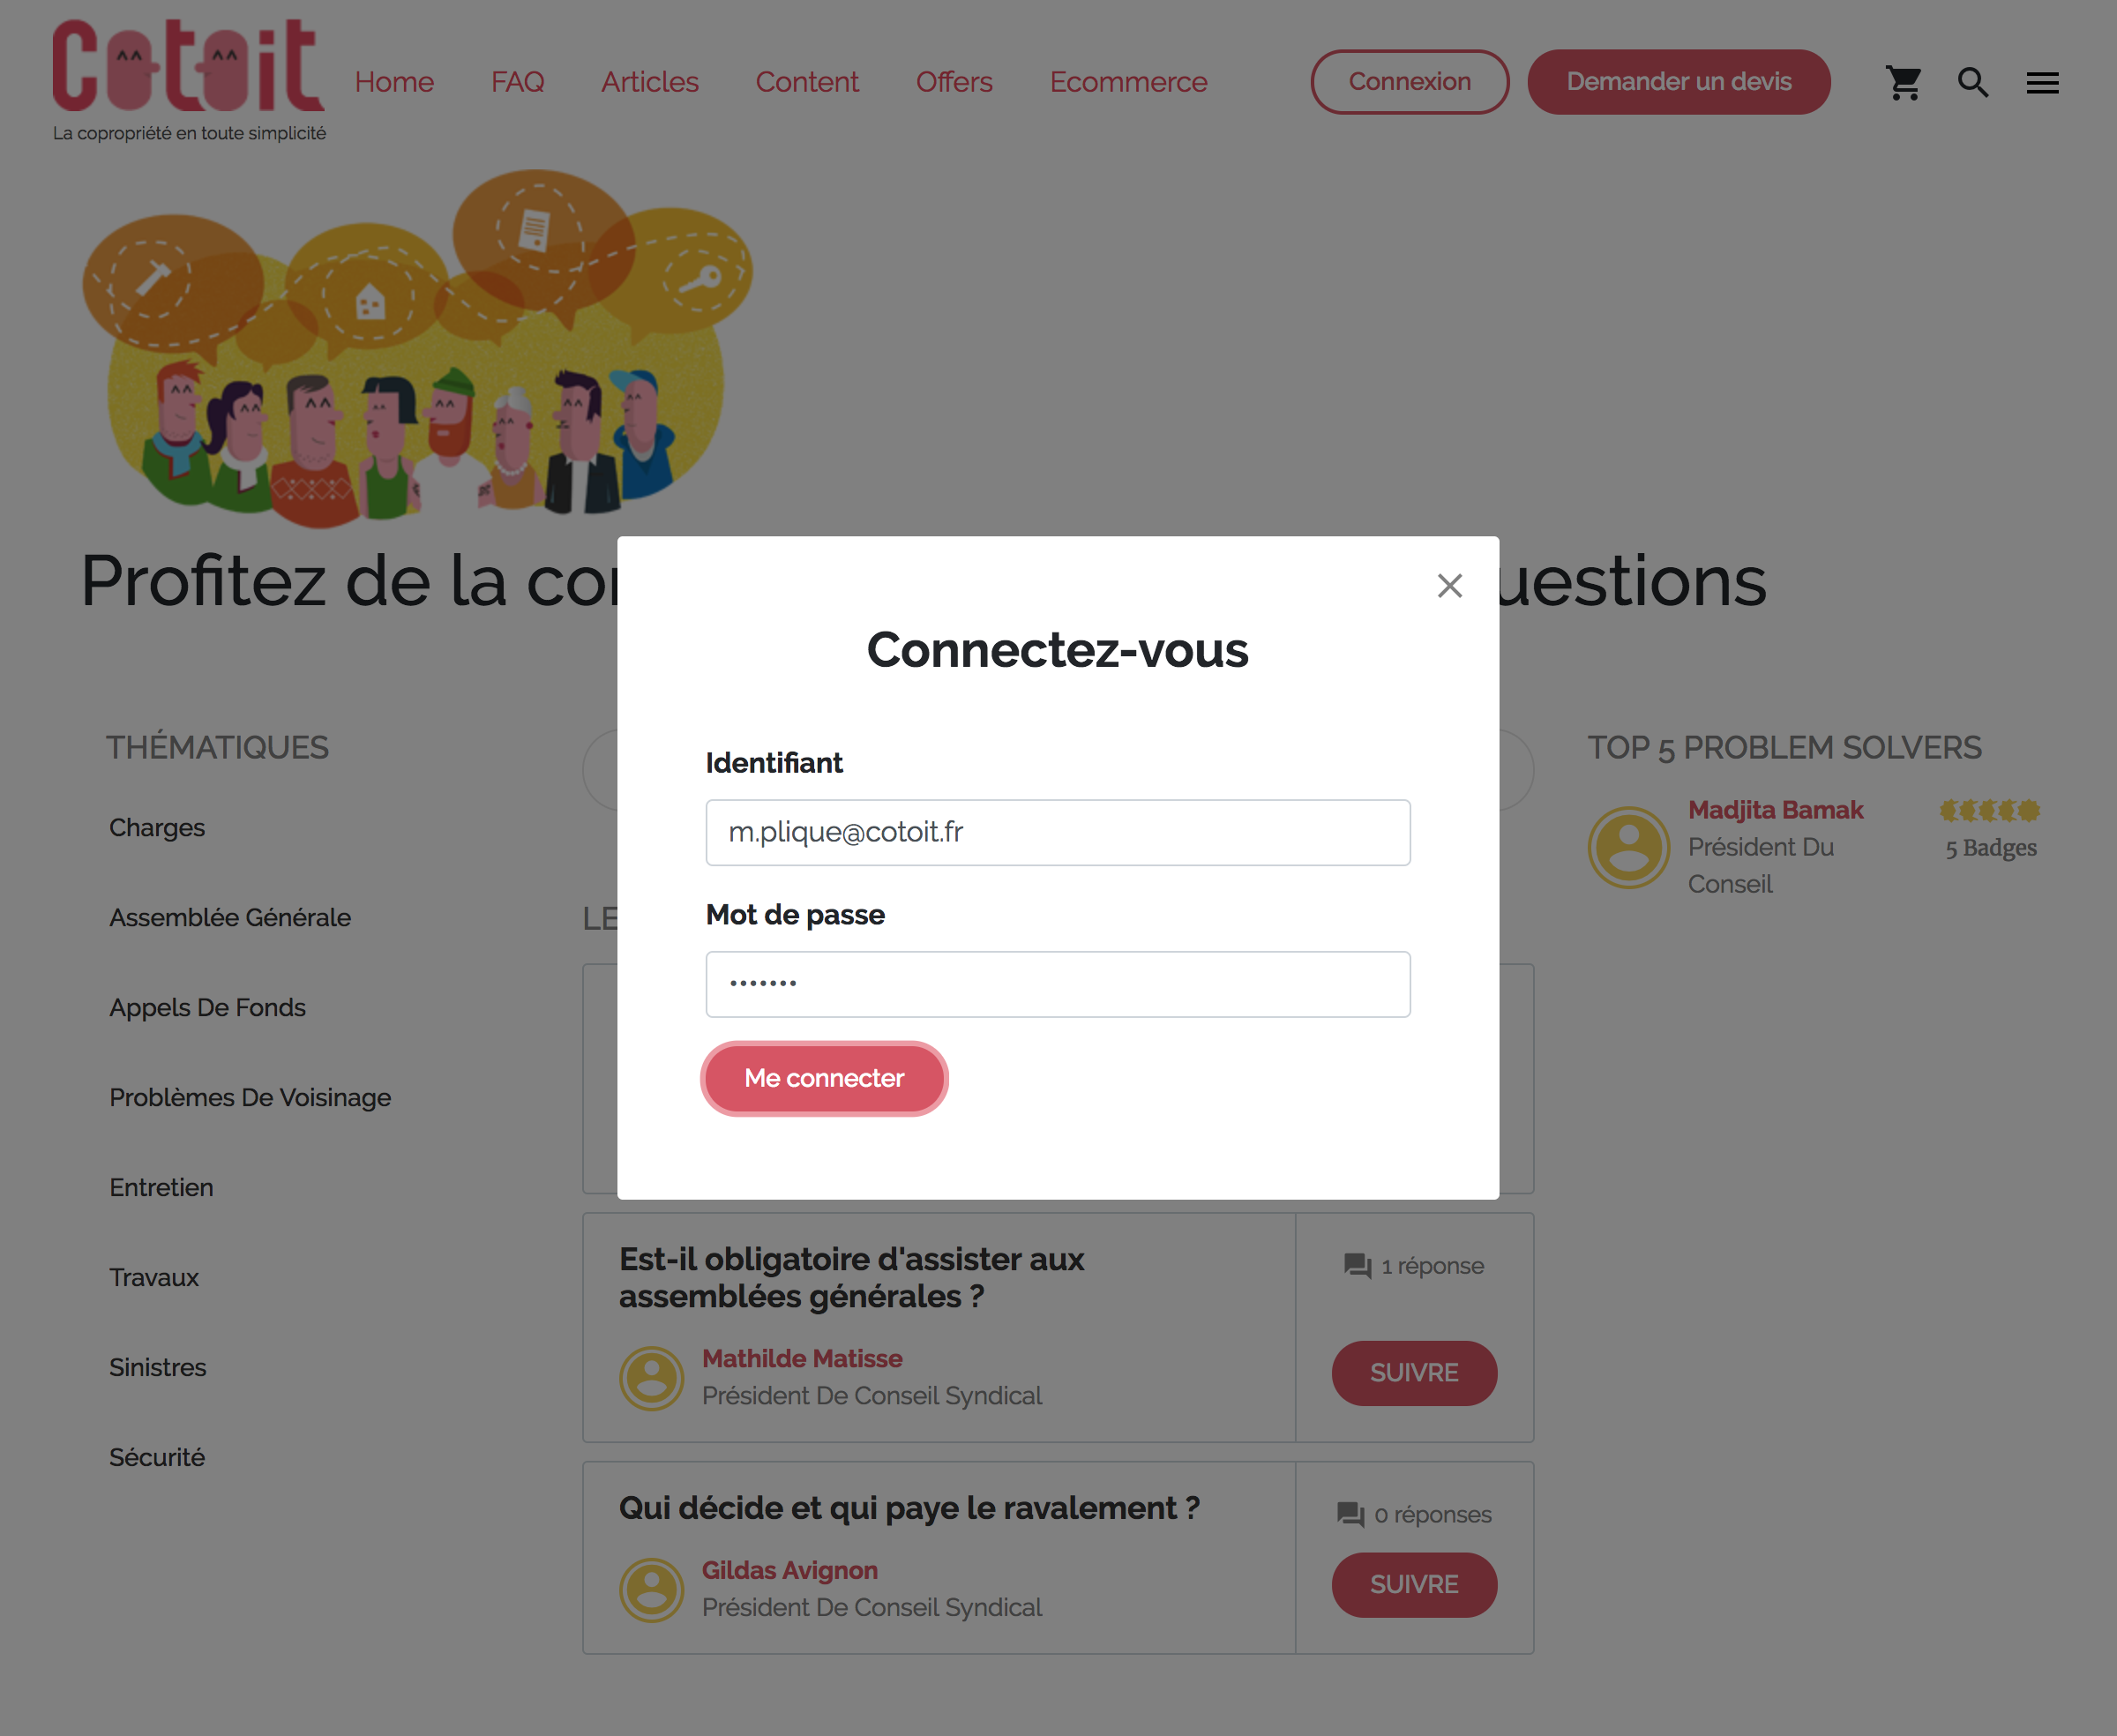 Cotoit
La copropriété en toute simplicité
Home
FAQ
Articles
Content
Offers
Ecommerce
Connexion
Demander un devis
Profitez de la
Connectez-vous
Identifiant
m.plique@cotoit.fr
Mot de passe
•••••••
Me connecter
THÉMATIQUES
Charges
Assemblée Générale
Appels De Fonds
Problèmes De Voisinage
Entretien
Travaux
Sinistres
Sécurité
Est-il obligatoire d'assister aux
assemblées générales ?
Mathilde Matisse
Président De Conseil Syndical
1 réponse
SUIVRE
Qui décide et qui paye le ravalement ?
Gildas Avignon
Président De Conseil Syndical
0 réponses
SUIVRE
TOP 5 PROBLEM SOLVERS
Madjita Bamak
Président Du
Conseil
5 Badges